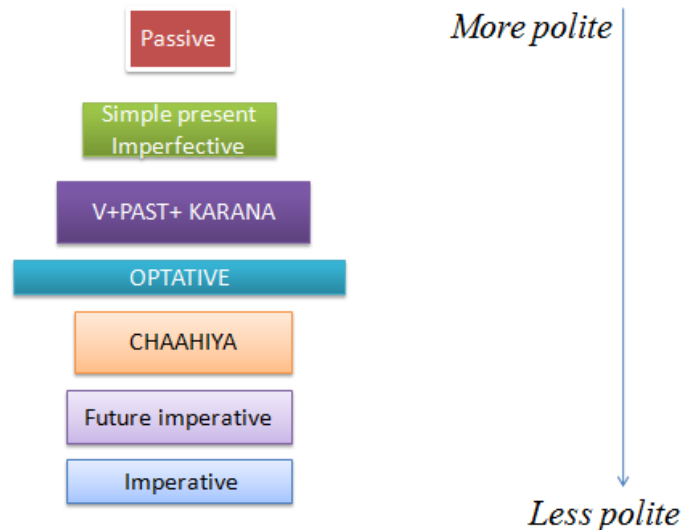 Passive
More polite
Simple present
Imperfective
V+PAST+ KARANA
OPTATIVE
CHAAHIYA
Future imperative
Imperative
Less polite